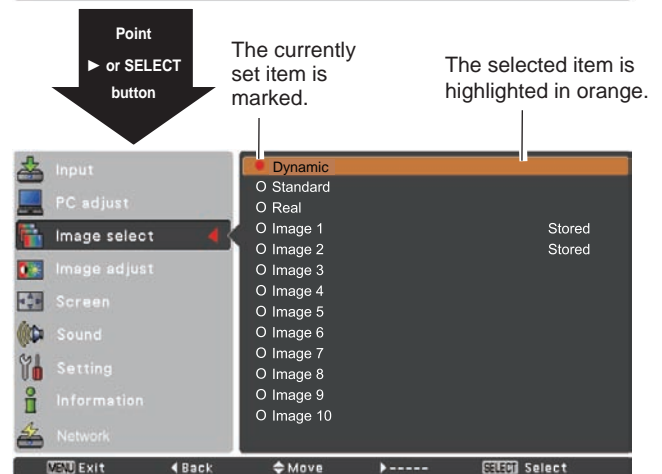 Point
► or SELECT
button
The currently
set item is
marked.
The selected item is
highlighted in orange.
Input
PC adjust
Image select
Image adjust
Screen
Sound
Setting
Information
Network
Dynamic
O Standard
O Real
O Image 1 Stored
O Image 2 Stored
O Image 3
O Image 4
O Image 5
O Image 6
O Image 7
O Image 8
O Image 9
O Image 10
MENU Exit ◄Back Move ►----- SELECT Select